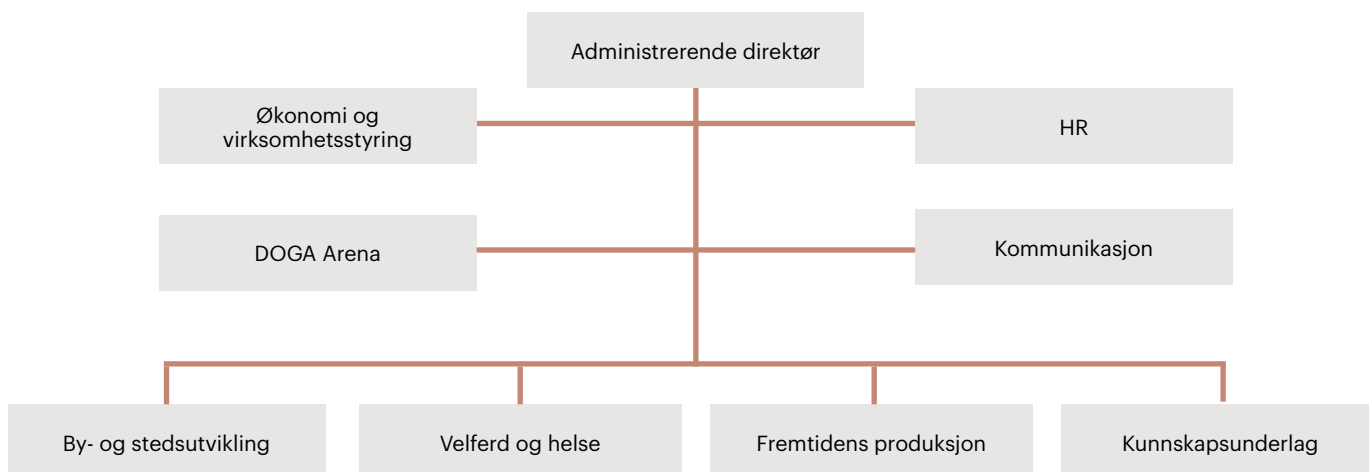 Administrerende direktør
Økonomi og
virksomhetsstyring
HR
DOGA Arena
Kommunikasjon
By- og stedsutvikling
Velferd og helse
Fremtidens produksjon
Kunnskapsunderlag